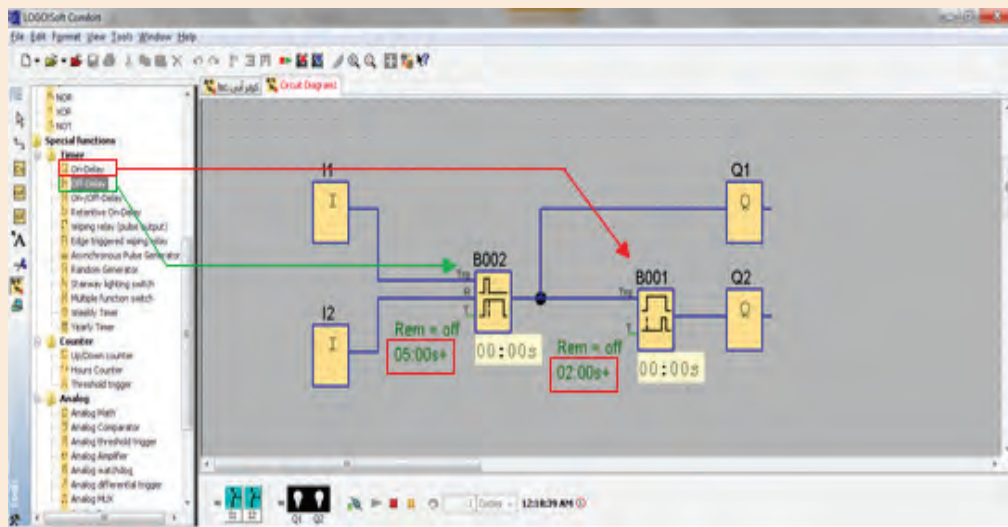 LOGO!Soft Comfort
File Edit Format View Tools Window Help
Circuit Diagram1
NOR
XOR
NOT
Special functions
Timer
On-Delay
Off-Delay
On-/Off-Delay
Retentive On-Delay
Wiping relay (pulse output)
Edge triggered wiping relay
Asynchronous Pulse Generator
Random Generator
Stairway lighting switch
Multiple function switch
Weekly Timer
Yearly Timer
Counter
Up/Down counter
Hours Counter
Threshold trigger
Analog
Analog Math
Analog Comparator
Analog threshold trigger
Analog Amplifier
Analog watchdog
Analog differential trigger
Analog MUX
I1
I
Q1
Q
B002
Trg
R
T
Rem = off
05:00s+
00:00s
I2
I
B001
Trg
T
Rem = off
02:00s+
00:00s
Q2
Q
I1 I2
Q1 Q2
1 Cycles
12:18:39 AM